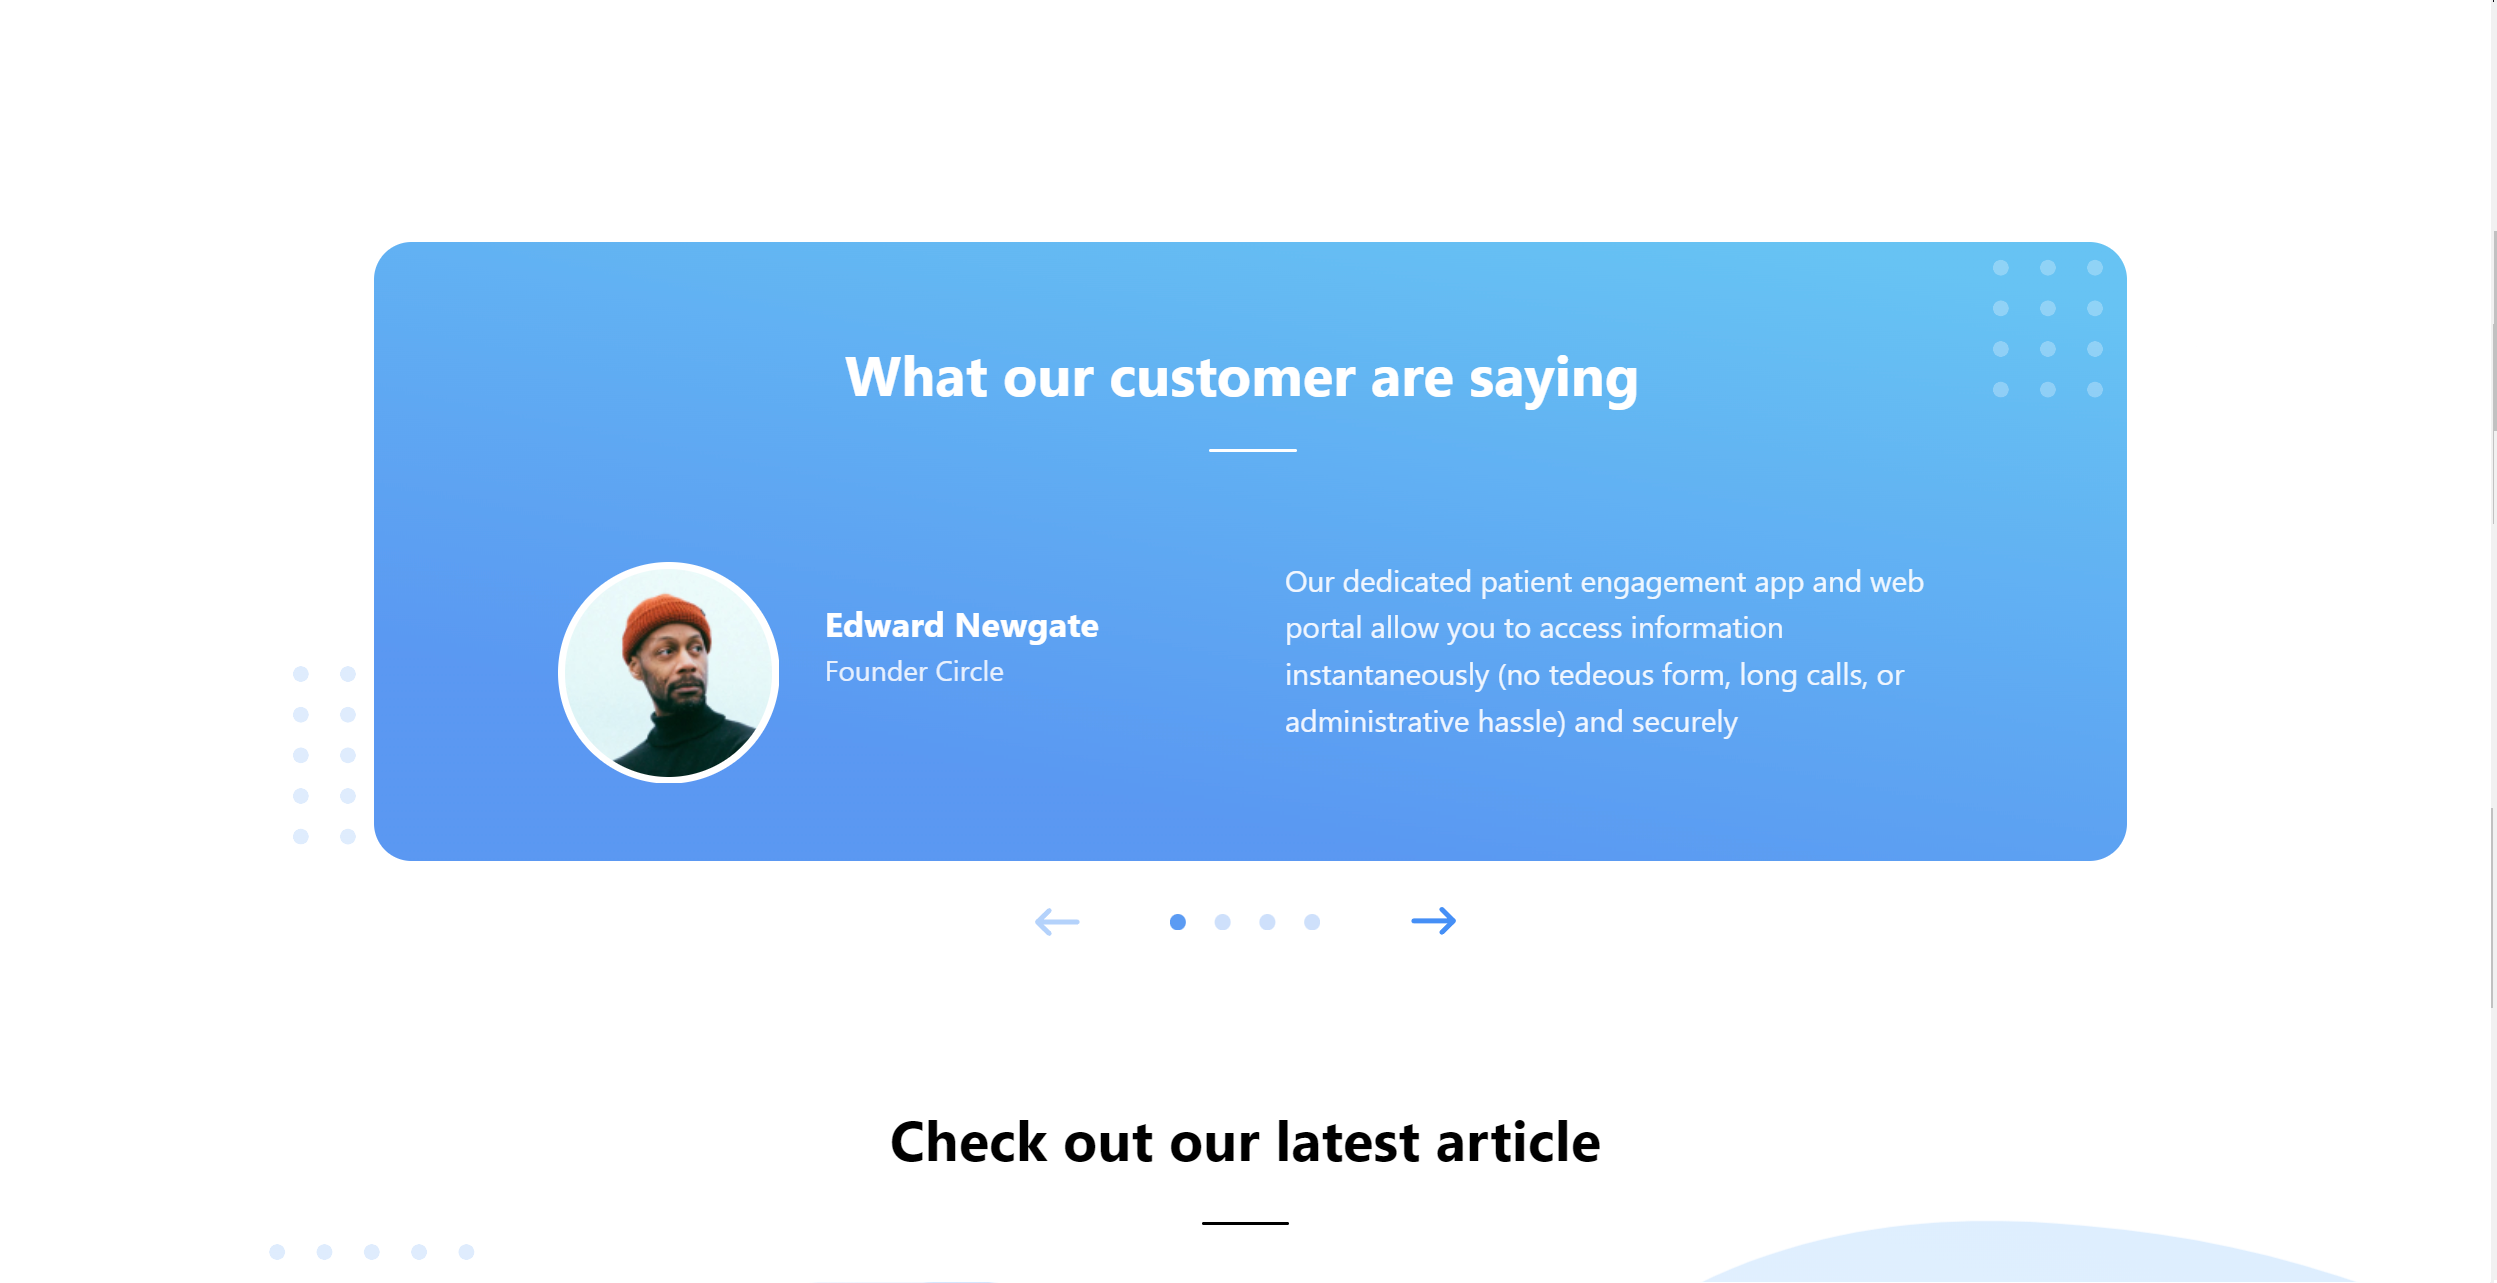 What our customer are saying
Edward Newgate
Founder Circle
Our dedicated patient engagement app and web
portal allow you to access information
instantaneously (no tedeous form, long calls, or
administrative hassle) and securely
Check out our latest article